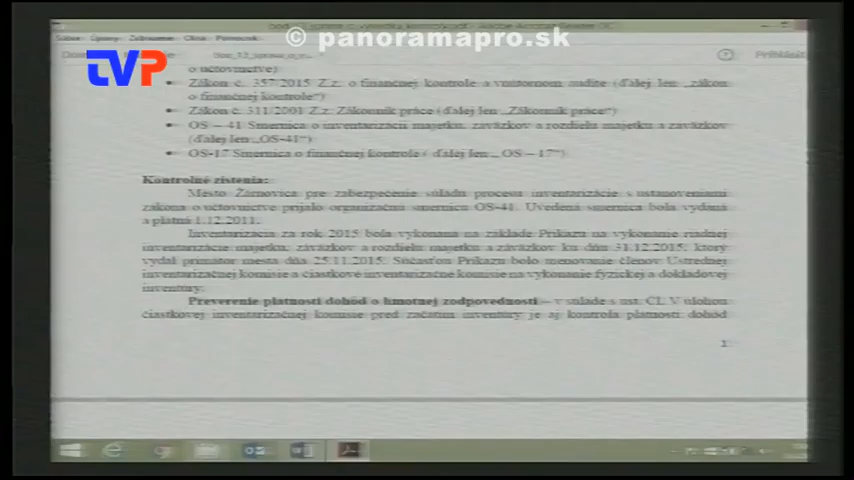 © panoramapro.sk
TVP
Súbor Úpravy Zobrazenie Okno Pomocník
Prihlásiť
o účtovníctve)
• Zákon č. 357/2015 Z.z. o finančnej kontrole a vnútornom audite (ďalej len „zákon
o finančnej kontrole“)
• Zákon č. 311/2001 Z.z. Zákonník práce (ďalej len „Zákonník práce“)
• OS – 41 Smernica o inventarizácii majetku, záväzkov a rozdielu majetku a záväzkov
(ďalej len „OS-41“)
• OS-17 Smernica o finančnej kontrole ( ďalej len „ OS – 17“)
Kontrolné zistenia:
Mesto Žarnovica pre zabezpečenie súladu procesu inventarizácie s ustanoveniami
zákona o účtovníctve prijalo organizačnú smernicu OS-41. Uvedená smernica bola vydaná
a platná 1.12.2011.
Inventarizácia za rok 2015 bola vykonaná na základe Príkazu na vykonanie riadnej
inventarizácie majetku, záväzkov a rozdielu majetku a záväzkov ku dňu 31.12.2015, ktorý
vydal primátor mesta dňa 25.11.2015. Súčasťou Príkazu bolo menovanie členov Ústrednej
inventarizačnej komisie a čiastkové inventarizačné komisie na vykonanie fyzickej a dokladovej
inventúry.
Preverenie platnosti dohôd o hmotnej zodpovednosti – v súlade s ust. Čl. V úlohou
čiastkovej inventarizačnej komisie pred začatím inventúry je aj kontrola platnosti dohôd